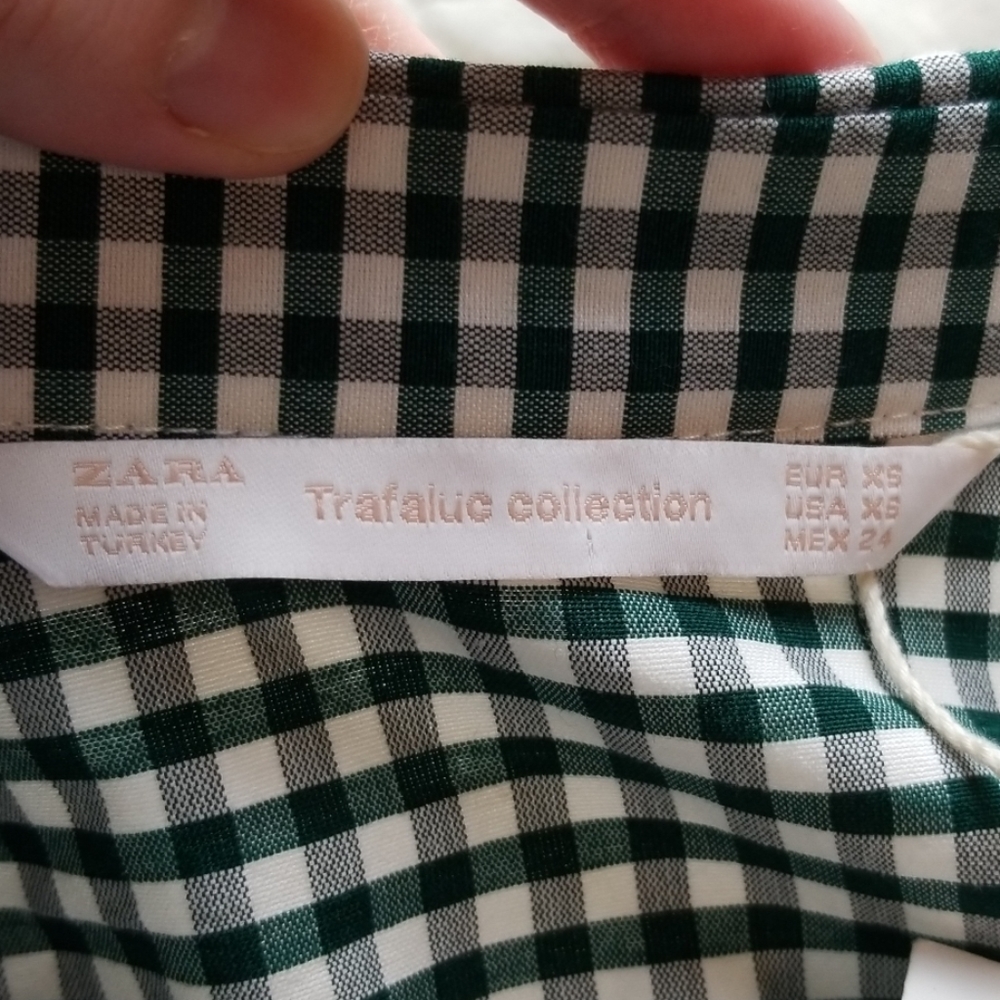 ZARA
MADE IN
TURKEY
Trafaluc collection
EUR XS
USA XS
MEX 24